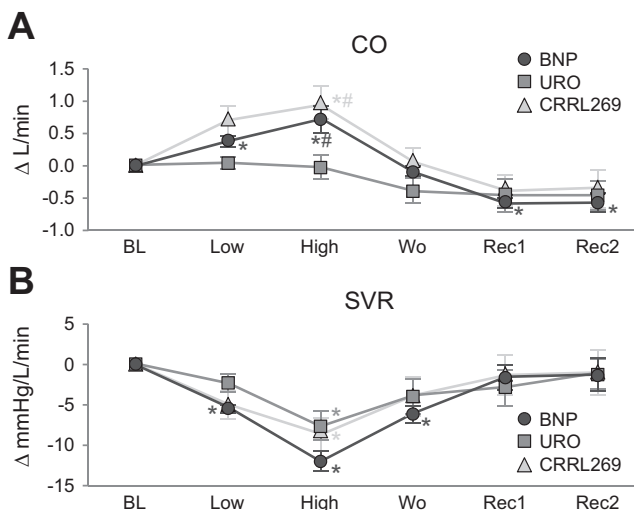 A
CO
BNP
URO
CRRL269
Δ L/min
1.5
1.0
0.5
0.0
-0.5
-1.0
*
*#
*#
*
*
BL Low High Wo Rec1 Rec2
B
SVR
Δ mmHg/L/min
5
0
-5
-10
-15
*
*
*
*
*
BNP
URO
CRRL269
BL Low High Wo Rec1 Rec2